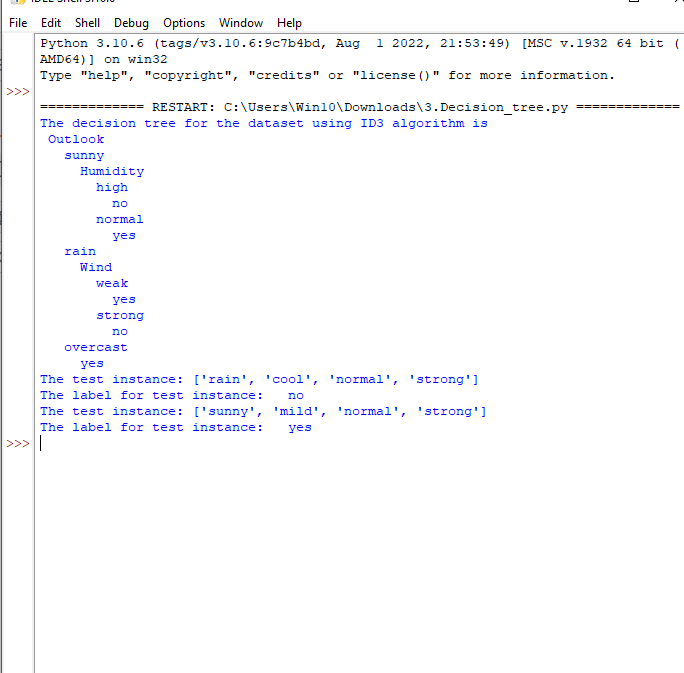 File Edit Shell Debug Options Window Help
Python 3.10.6 (tags/v3.10.6:9c7b4bd, Aug  1 2022, 21:53:49) [MSC v.1932 64 bit (
AMD64)] on win32
Type "help", "copyright", "credits" or "license()" for more information.
>>>
============= RESTART: C:\Users\Win10\Downloads\3.Decision_tree.py =============
The decision tree for the dataset using ID3 algorithm is
 Outlook
   sunny
     Humidity
       high
         no
       normal
         yes
   rain
     Wind
       weak
         yes
       strong
         no
   overcast
     yes
The test instance: ['rain', 'cool', 'normal', 'strong']
The label for test instance:   no
The test instance: ['sunny', 'mild', 'normal', 'strong']
The label for test instance:   yes
>>>